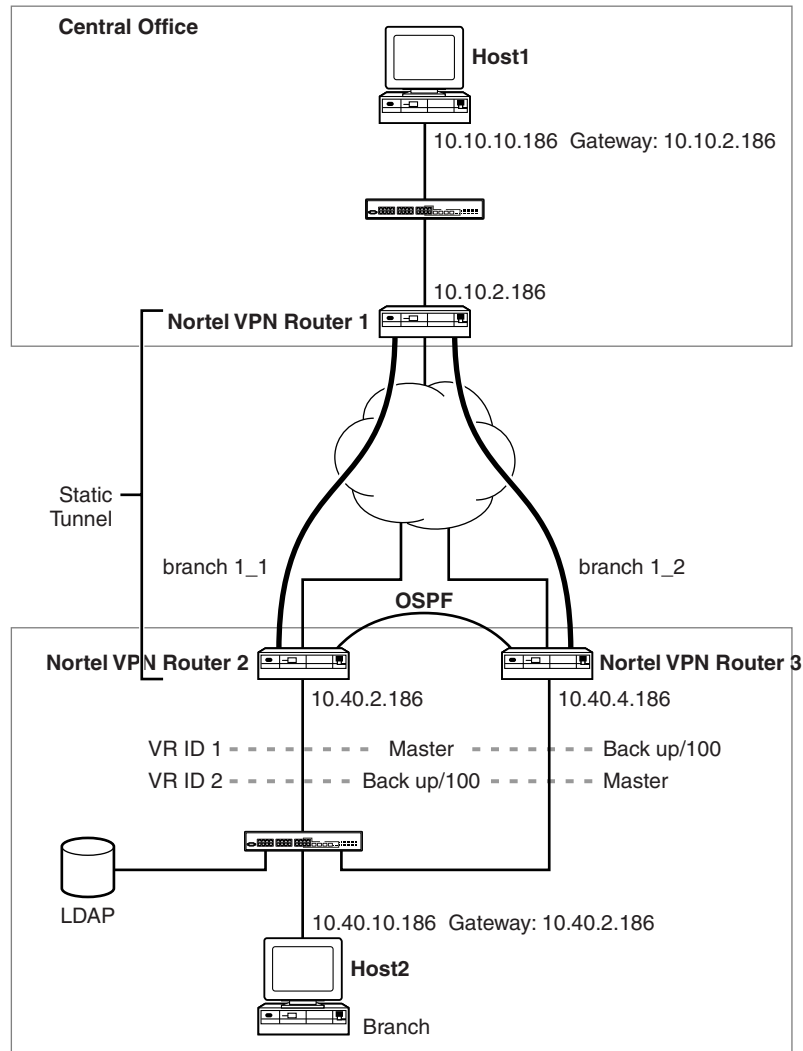 Central Office
Host1
10.10.10.186 Gateway: 10.10.2.186
10.10.2.186
Nortel VPN Router 1
Static
Tunnel
branch 1_1
branch 1_2
OSPF
Nortel VPN Router 2
Nortel VPN Router 3
10.40.2.186
10.40.4.186
VR ID 1 Master Back up/100
VR ID 2 Back up/100 Master
LDAP
10.40.10.186 Gateway: 10.40.2.186
Host2
Branch